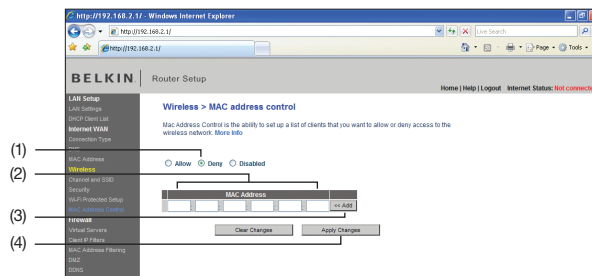 http://192.168.2.1/ - Windows Internet Explorer
http://192.168.2.1/
Live Search
http://192.168.2.1/
Page
Tools
BELKIN. Router Setup
Home | Help | Logout Internet Status: Not connecte
LAN Setup
LAN Settings
DHCP Client List
Internet WAN
Connection Type
DNS
MAC Address
Wireless
Channel and SSID
Security
Wi-Fi Protected Setup
MAC Address Control
Firewall
Virtual Servers
Client IP Filters
MAC Address Filtering
DMZ
DDNS
Wireless > MAC address control
Mac Address Control is the ability to set up a list of clients that you want to allow or deny access to the
wireless network. More Info
(1)
Allow Deny Disabled
(2)
MAC Address
: : : : : << Add
(3)
Clear Changes Apply Changes
(4)